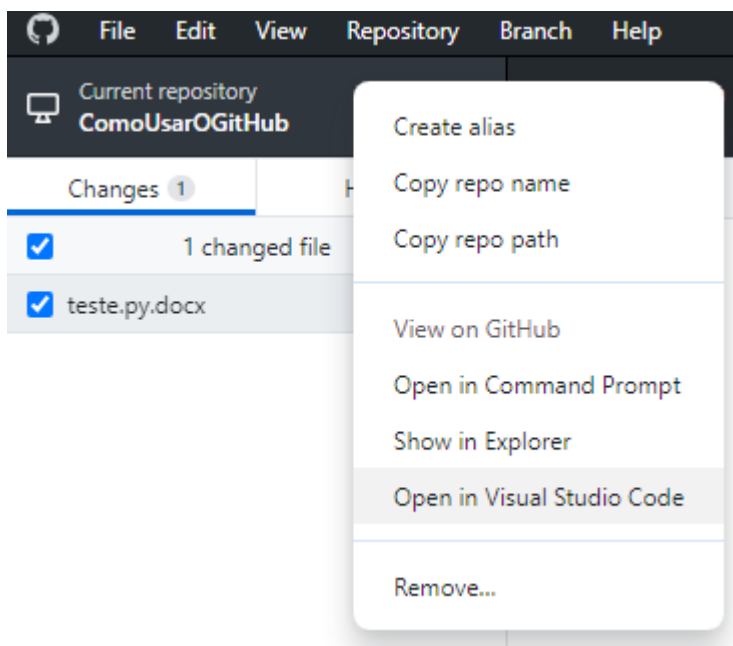 File Edit View Repository Branch Help
Current repository
ComoUsarOGitHub
Changes 1
1 changed file
teste.py.docx
Create alias
Copy repo name
Copy repo path
View on GitHub
Open in Command Prompt
Show in Explorer
Open in Visual Studio Code
Remove...